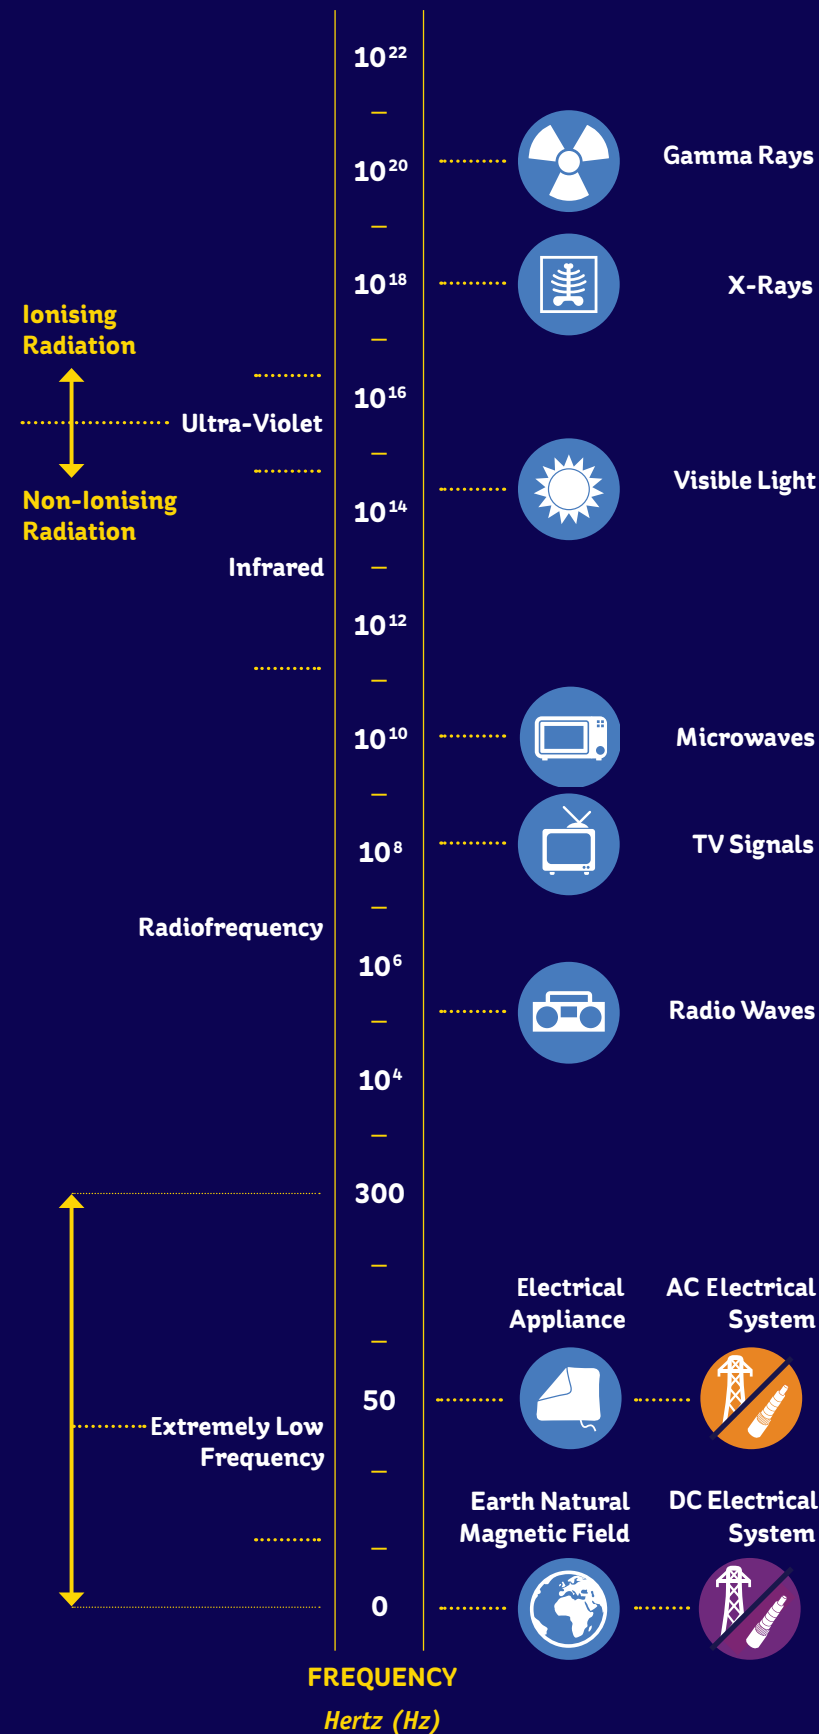 10²²
Gamma Rays
10²⁰
10¹⁸
X-Rays
Ionising
Radiation
10¹⁶
Ultra-Violet
Visible Light
Non-Ionising
Radiation
10¹⁴
Infrared
10¹²
10¹⁰
Microwaves
TV Signals
10⁸
Radiofrequency
10⁶
Radio Waves
10⁴
300
Electrical
Appliance
AC Electrical
System
50
Extremely Low
Frequency
Earth Natural
Magnetic Field
DC Electrical
System
0
FREQUENCY
Hertz (Hz)